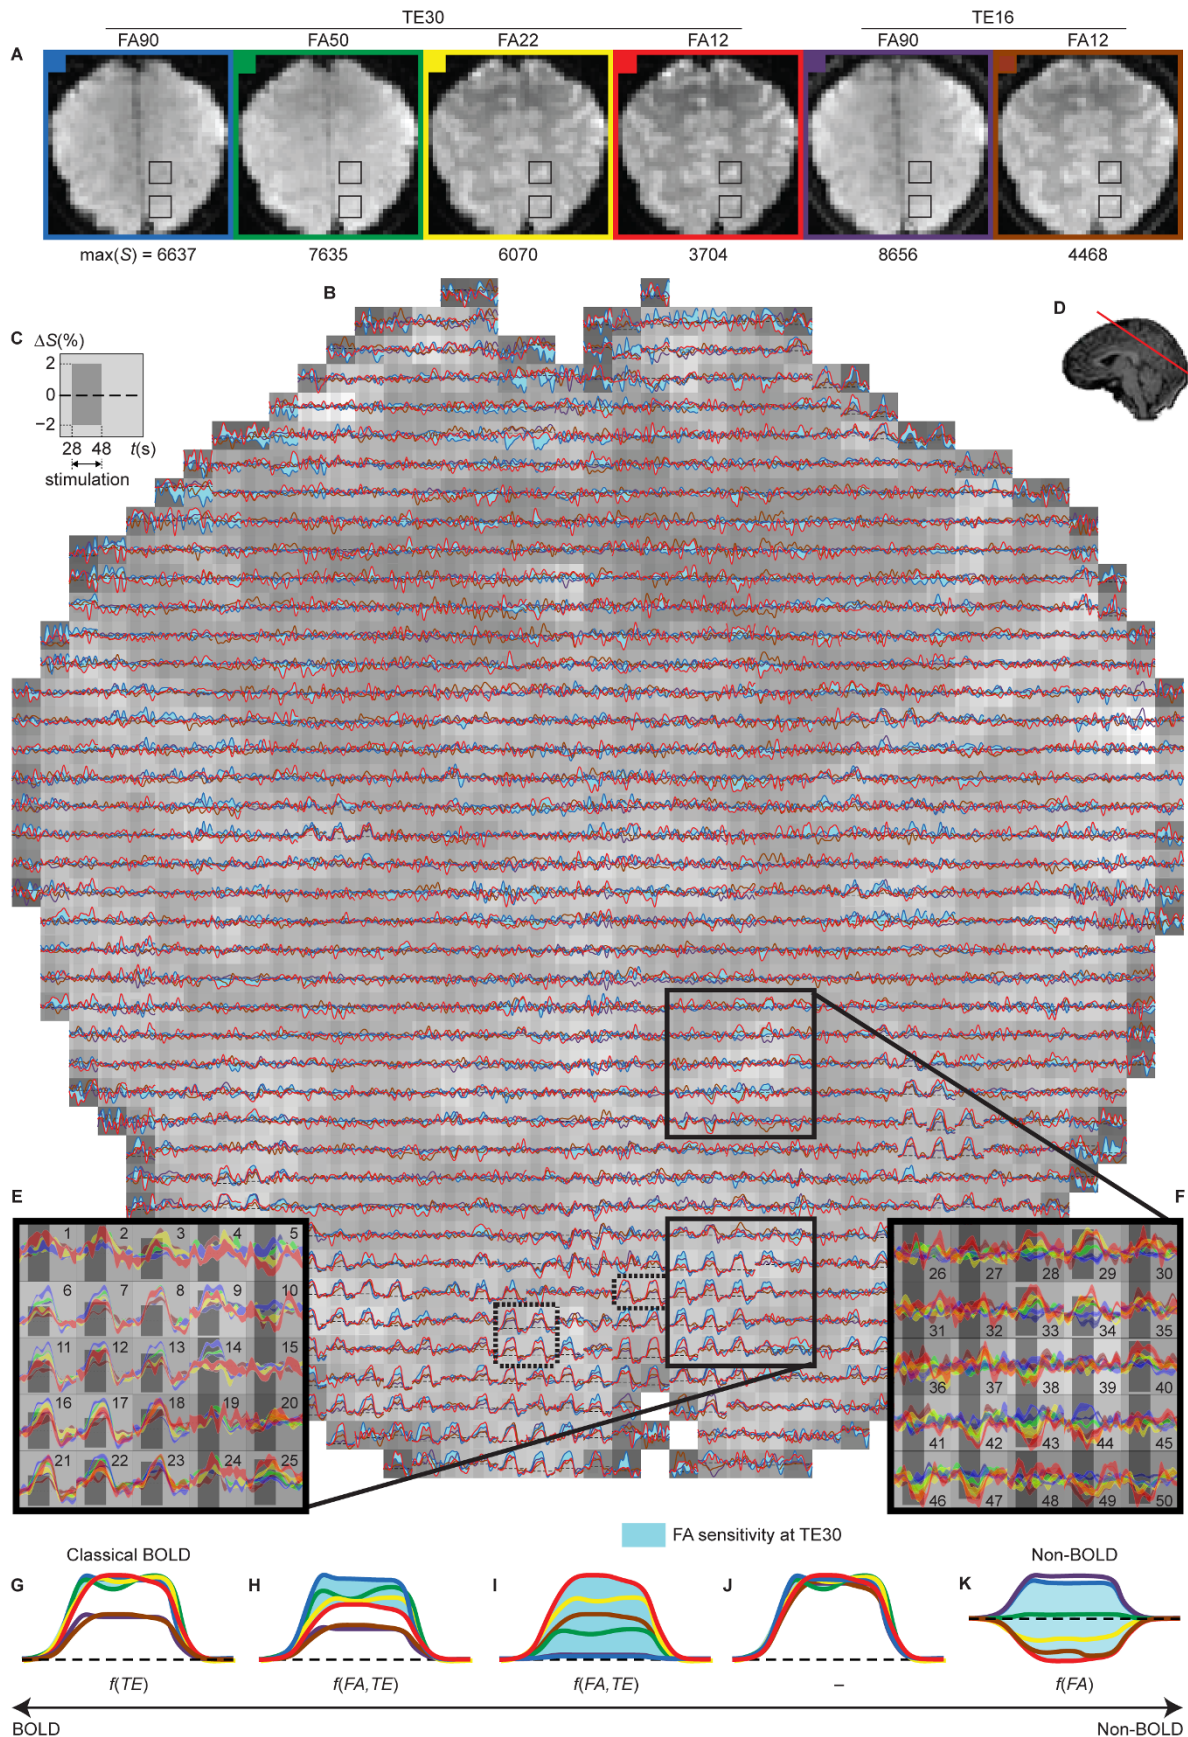 TE30 TE16
FA90 FA50 FA22 FA12 FA90 FA12
A
max(S) = 6637 7635 6070 3704 8656 4468
B
D
C ΔS(%)
2
0
−2
28 48 t(s)
stimulation
E
1 2 3 4 5
6 7 8 9 10
11 12 13 14 15
16 17 18 19 20
21 22 23 24 25
F
26 27 28 29 30
31 32 33 34 35
36 37 38 39 40
41 42 43 44 45
46 47 48 49 50
FA sensitivity at TE30
Classical BOLD Non-BOLD
G H I J K
f(TE) f(FA,TE) f(FA,TE) – f(FA)
BOLD Non-BOLD